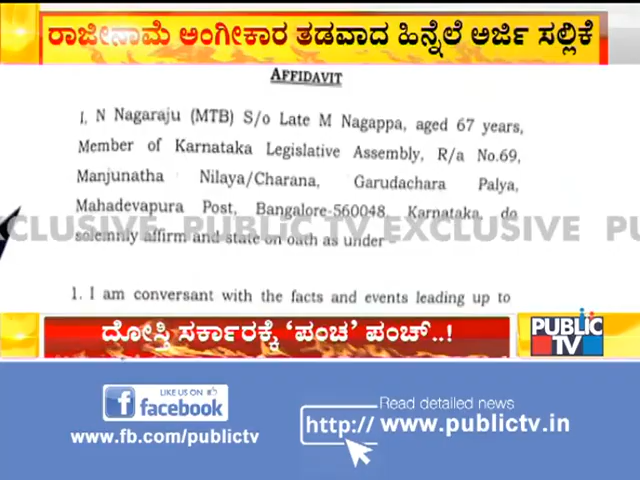 ರಾಜೀನಾಮೆ ಅಂಗೀಕಾರ ತಡವಾದ ಹಿನ್ನೆಲೆ ಅರ್ಜಿ ಸಲ್ಲಿಕೆ
AFFIDAVIT
I, N Nagaraju (MTB) S/o Late M Nagappa, aged 67 years,
Member of Karnataka Legislative Assembly, R/a No.69,
Manjunatha Nilaya/Charana, Garudachara Palya,
Mahadevapura Post, Bangalore-560048, Karnataka, do
XCLUSIVE PUBLIC TV EXCLUSIVE PUB
solemnly affirm and state on oath as under -
1. I am conversant with the facts and events leading up to
ದೋಸ್ತಿ ಸರ್ಕಾರಕ್ಕೆ ‘ಪಂಚ’ ಪಂಚ್..!
PUBLIC
TV
LIKE US ON
facebook
www.fb.com/publictv
Read detailed news
http:// www.publictv.in